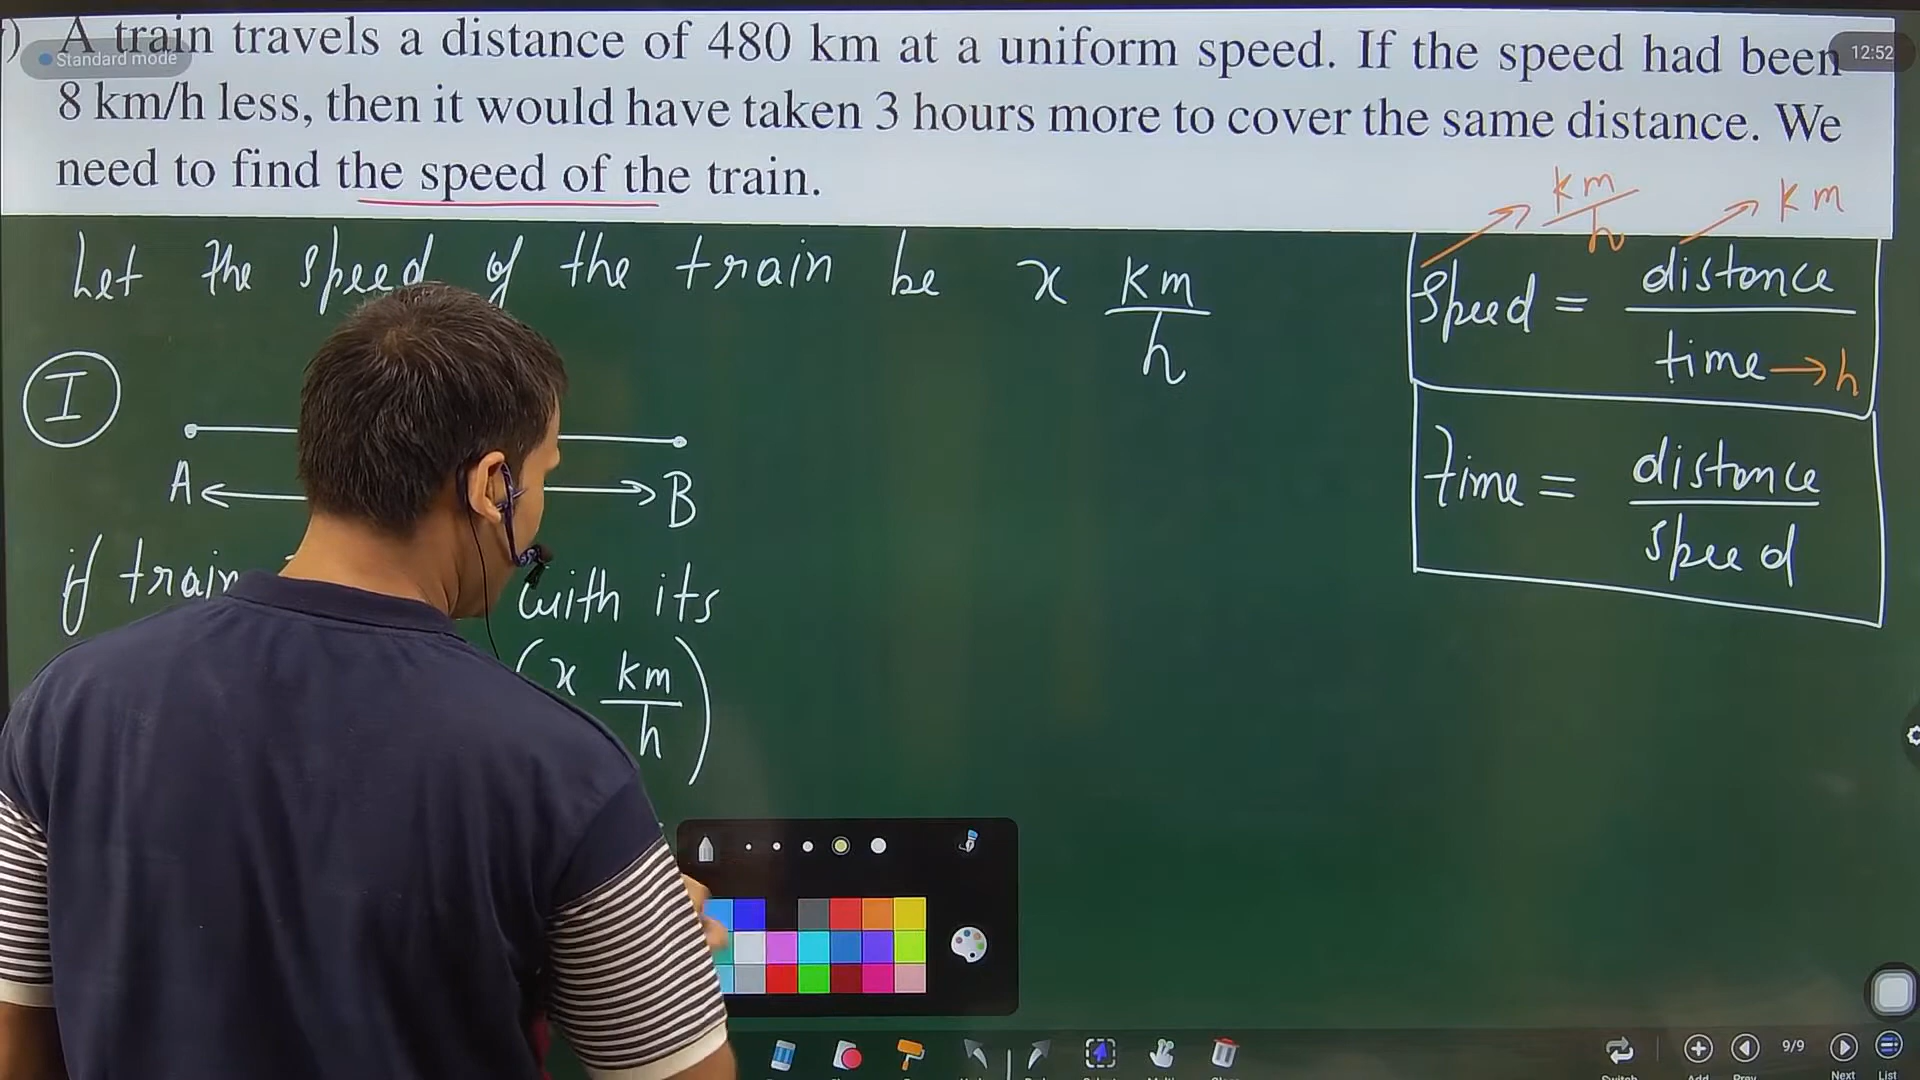 ) A train travels a distance of 480 km at a uniform speed. If the speed had been
8 km/h less, then it would have taken 3 hours more to cover the same distance. We
need to find the speed of the train.
Standard mode
12:52
Let the speed of the train be x km/h
km/h
km
Speed = distance/time → h
time = distance/speed
I
A B
if train with its
(x km/h)
9/9
Switch
Add
Prev
Next
List